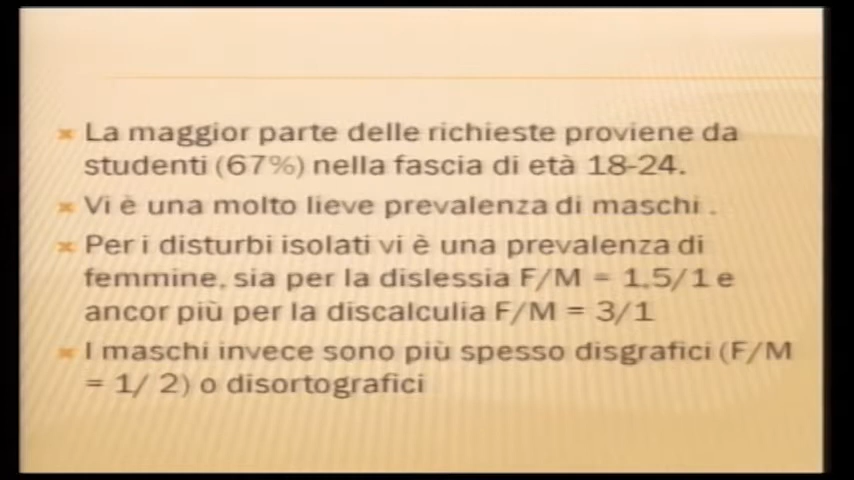 La maggior parte delle richieste proviene da
studenti (67%) nella fascia di età 18-24.
Vi è una molto lieve prevalenza di maschi .
Per i disturbi isolati vi è una prevalenza di
femmine, sia per la dislessia F/M = 1,5/1 e
ancor più per la discalculia F/M = 3/1
I maschi invece sono più spesso disgrafici (F/M
= 1/ 2) o disortografici